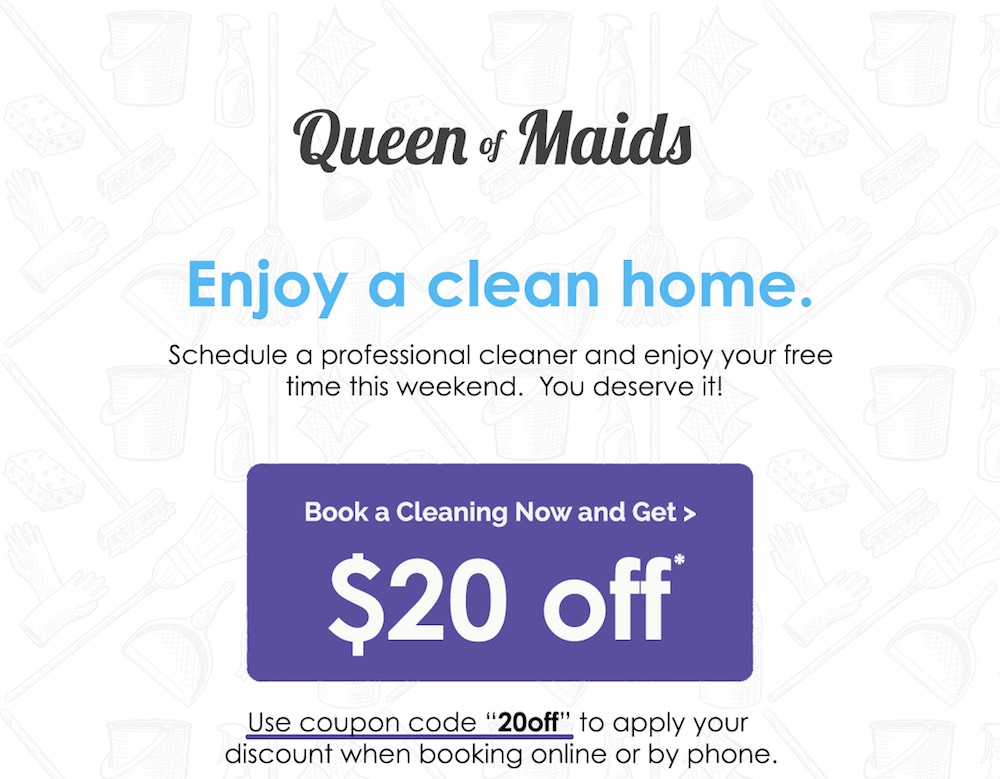 Queen of Maids
Enjoy a clean home.
Schedule a professional cleaner and enjoy your free
time this weekend.  You deserve it!
Book a Cleaning Now and Get >
$20 off*
Use coupon code “20off” to apply your
discount when booking online or by phone.